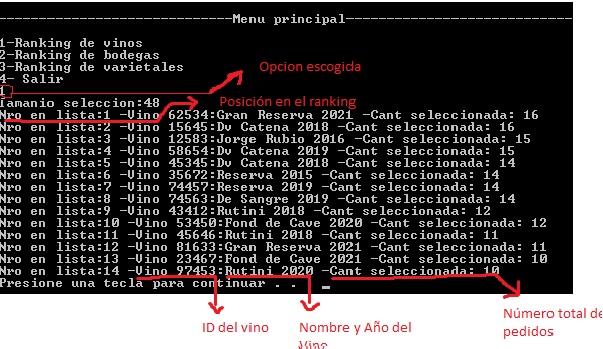 Menu principal
1-Ranking de vinos
2-Ranking de bodegas
3-Ranking de varietales
4- Salir
Opcion escogida
1
Tamanio seleccion:48
Posición en el ranking
Nro en lista:1 -Vino 62534:Gran Reserva 2021 -Cant seleccionada: 16
Nro en lista:2 -Vino 15645:Dv Catena 2018 -Cant seleccionada: 16
Nro en lista:3 -Vino 12583:Jorge Rubio 2016 -Cant seleccionada: 15
Nro en lista:4 -Vino 58654:Dv Catena 2019 -Cant seleccionada: 15
Nro en lista:5 -Vino 45345:Dv Catena 2018 -Cant seleccionada: 14
Nro en lista:6 -Vino 35672:Reserva 2015 -Cant seleccionada: 14
Nro en lista:7 -Vino 74457:Reserva 2019 -Cant seleccionada: 14
Nro en lista:8 -Vino 74563:De Sangre 2019 -Cant seleccionada: 14
Nro en lista:9 -Vino 43412:Rutini 2018 -Cant seleccionada: 12
Nro en lista:10 -Vino 53450:Fond de Cave 2020 -Cant seleccionada: 12
Nro en lista:11 -Vino 45646:Rutini 2018 -Cant seleccionada: 11
Nro en lista:12 -Vino 81633:Gran Reserva 2021 -Cant seleccionada: 11
Nro en lista:13 -Vino 23467:Fond de Cave 2021 -Cant seleccionada: 10
Nro en lista:14 -Vino 97453:Rutini 2020 -Cant seleccionada: 10
Presione una tecla para continuar . . .
ID del vino
Nombre y Año del
Vino
Número total de
pedidos